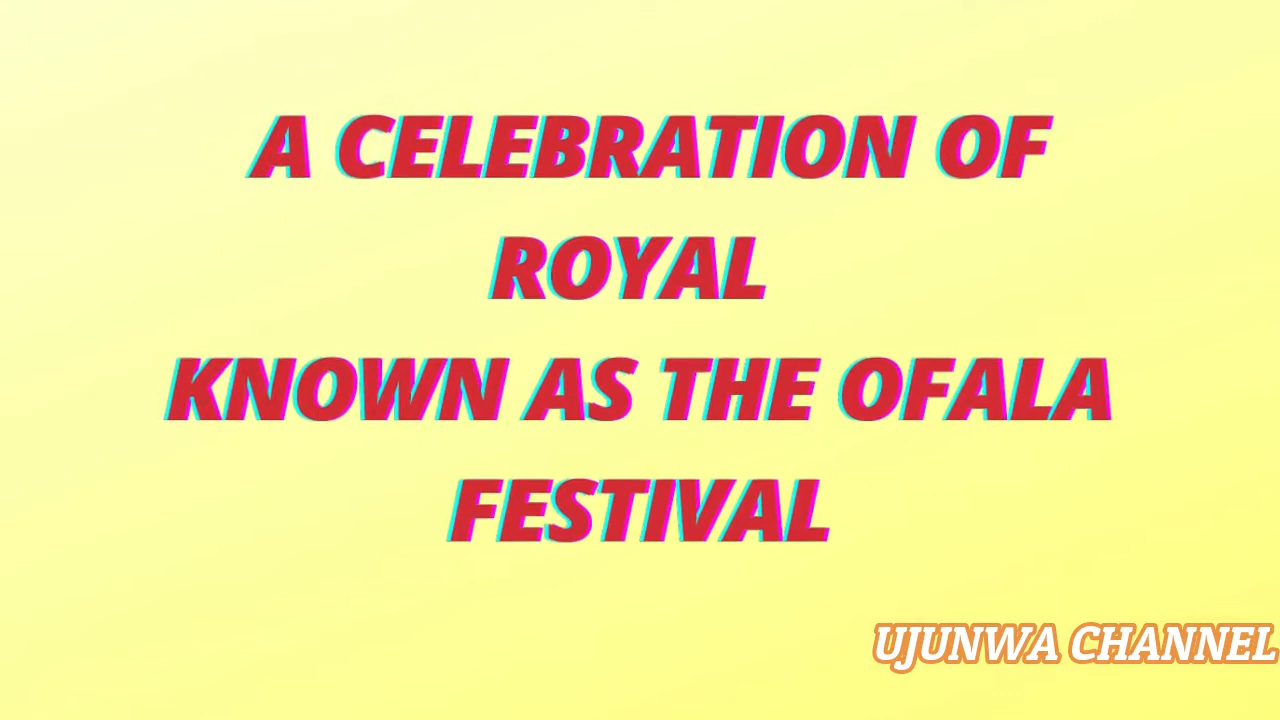 A CELEBRATION OF
ROYAL
KNOWN AS THE OFALA
FESTIVAL
UJUNWA CHANNEL